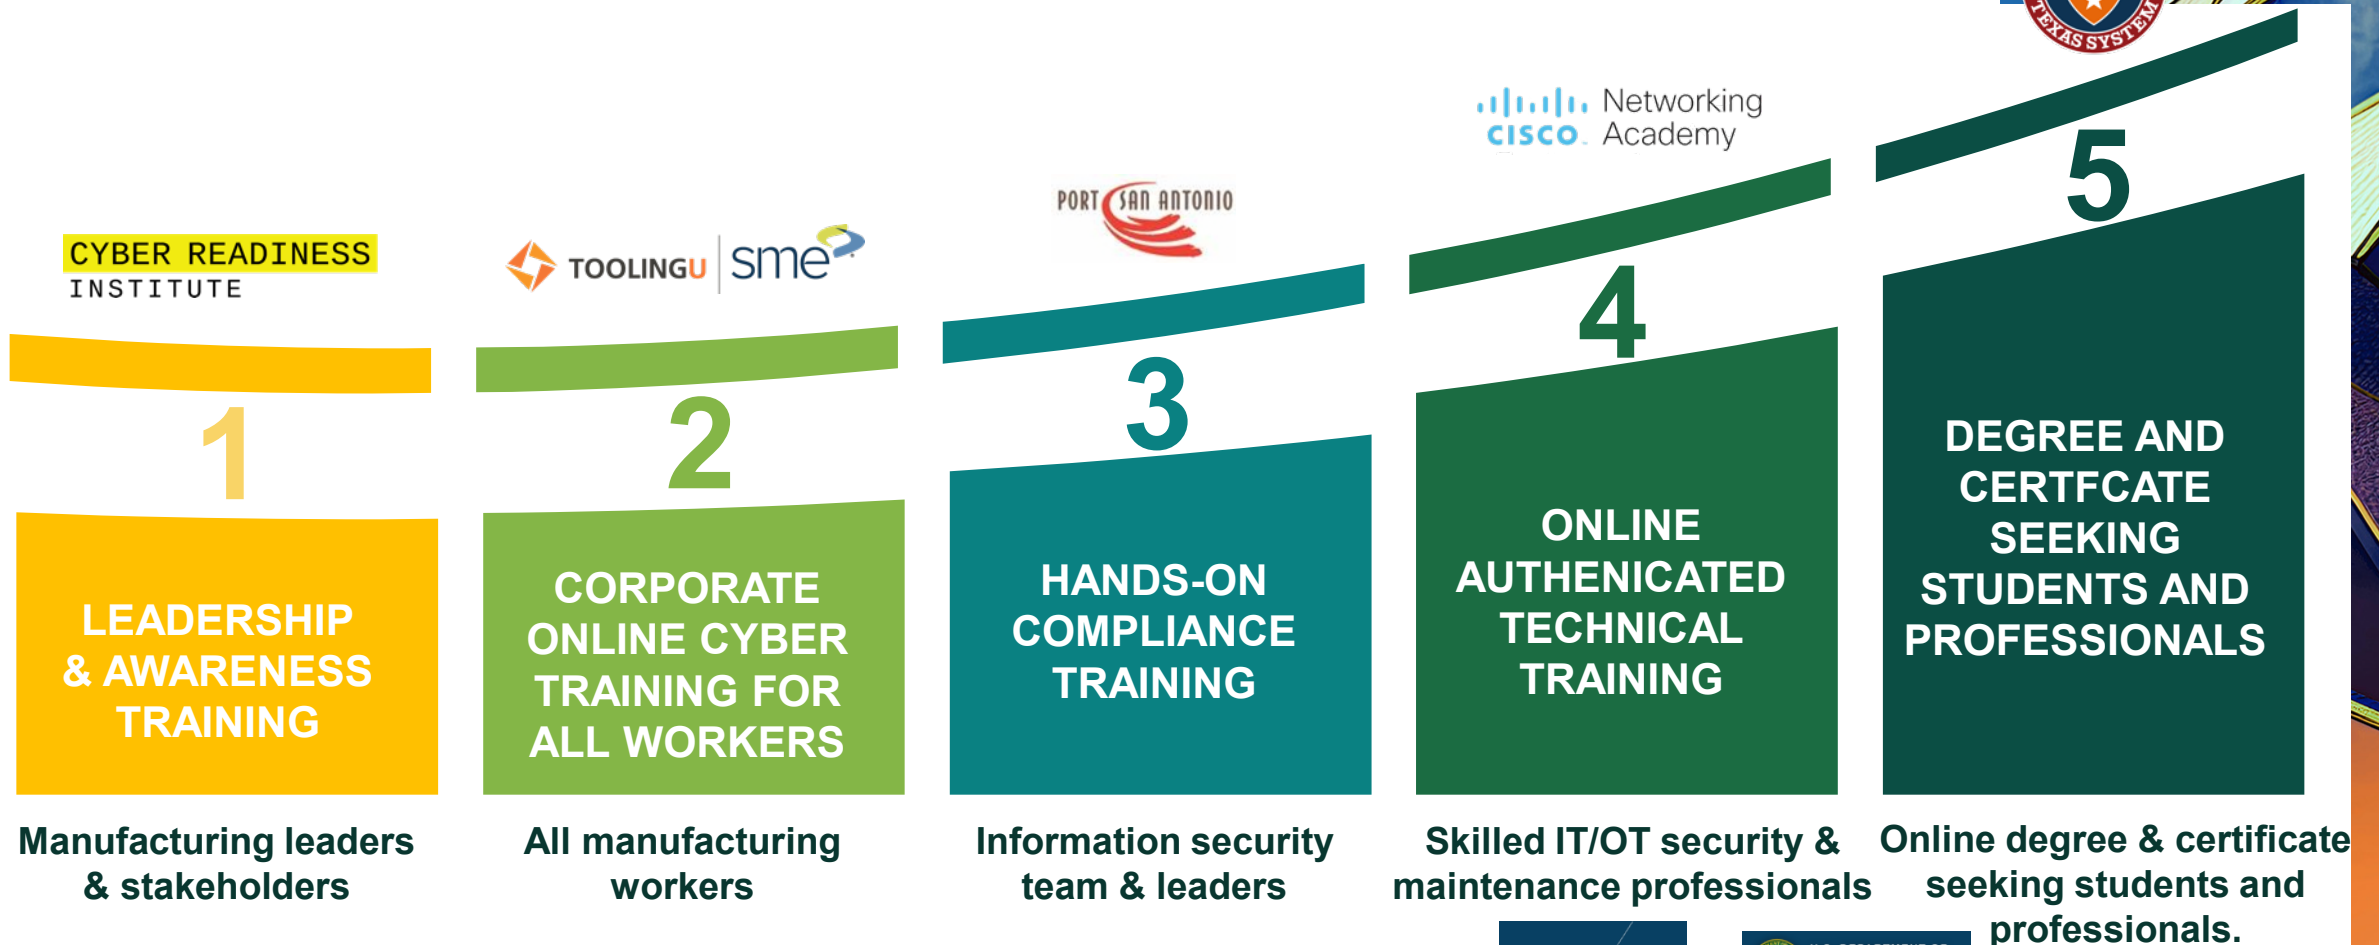 CYBER READINESS
INSTITUTE
1
LEADERSHIP
& AWARENESS
TRAINING
Manufacturing leaders
& stakeholders
TOOLINGU sme
2
CORPORATE
ONLINE CYBER
TRAINING FOR
ALL WORKERS
All manufacturing
workers
PORT SAN ANTONIO
3
HANDS-ON
COMPLIANCE
TRAINING
Information security
team & leaders
Networking
CISCO Academy
4
ONLINE
AUTHENICATED
TECHNICAL
TRAINING
Skilled IT/OT security &
maintenance professionals
TEXAS SYSTEM
5
DEGREE AND
CERTFCATE
SEEKING
STUDENTS AND
PROFESSIONALS
Online degree & certificate
seeking students and
professionals.